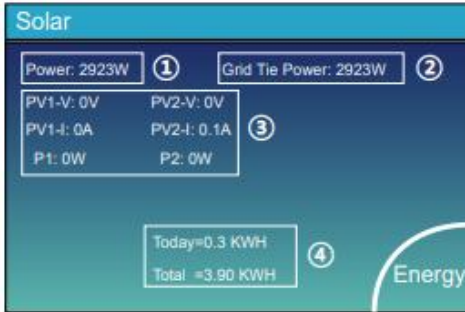 Solar
Power: 2923W ① Grid Tie Power: 2923W ②
PV1-V: 0V PV2-V: 0V
PV1-I: 0A PV2-I: 0.1A ③
P1: 0W P2: 0W
Today=0.3 KWH
④
Total =3.90 KWH
Energy